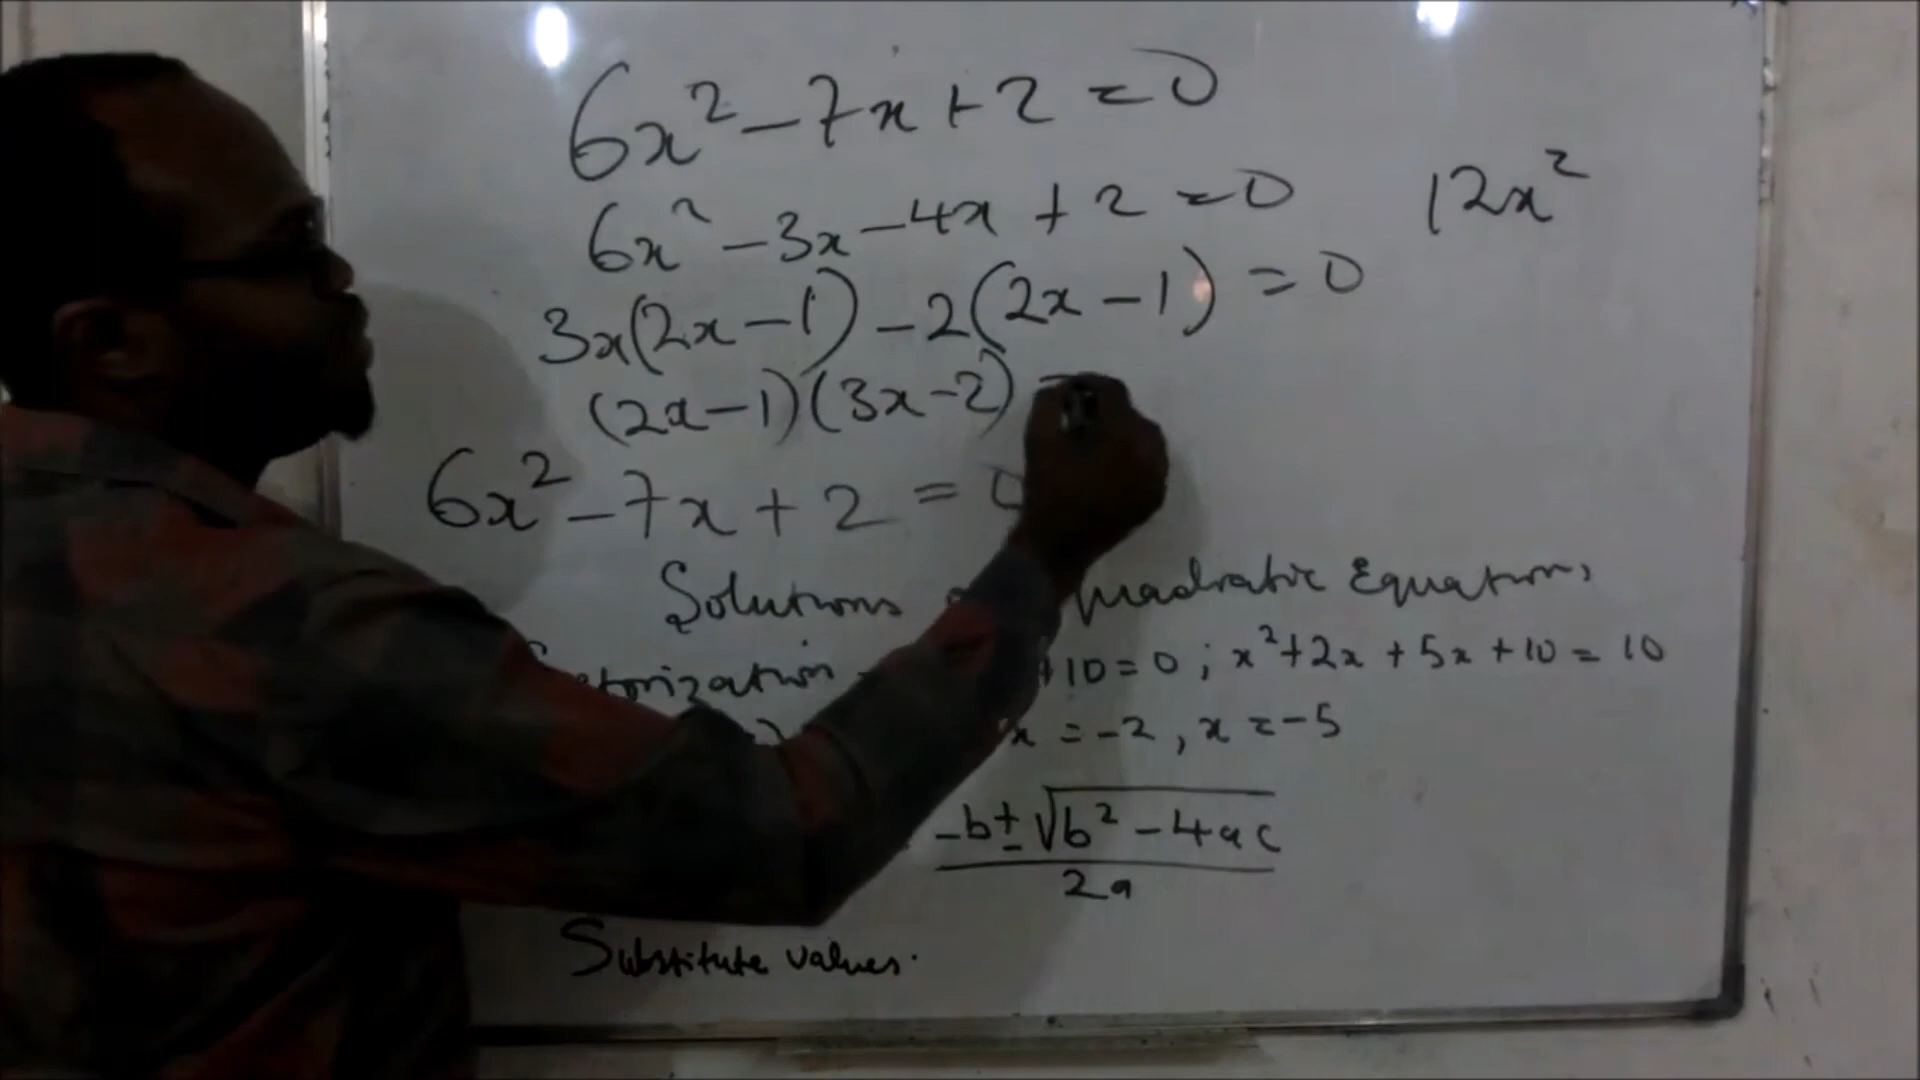 6x² - 7x + 2 = 0
6x² - 3x - 4x + 2 = 0
12x²
3x(2x - 1) - 2(2x - 1) = 0
(2x - 1)(3x - 2)
6x² - 7x + 2 = 0
Solutions Quadratic Equations
+10 = 0 ; x² + 2x + 5x + 10 = 10
x = -2 , x = -5
-b ± √b² - 4ac
2a
Substitute values.